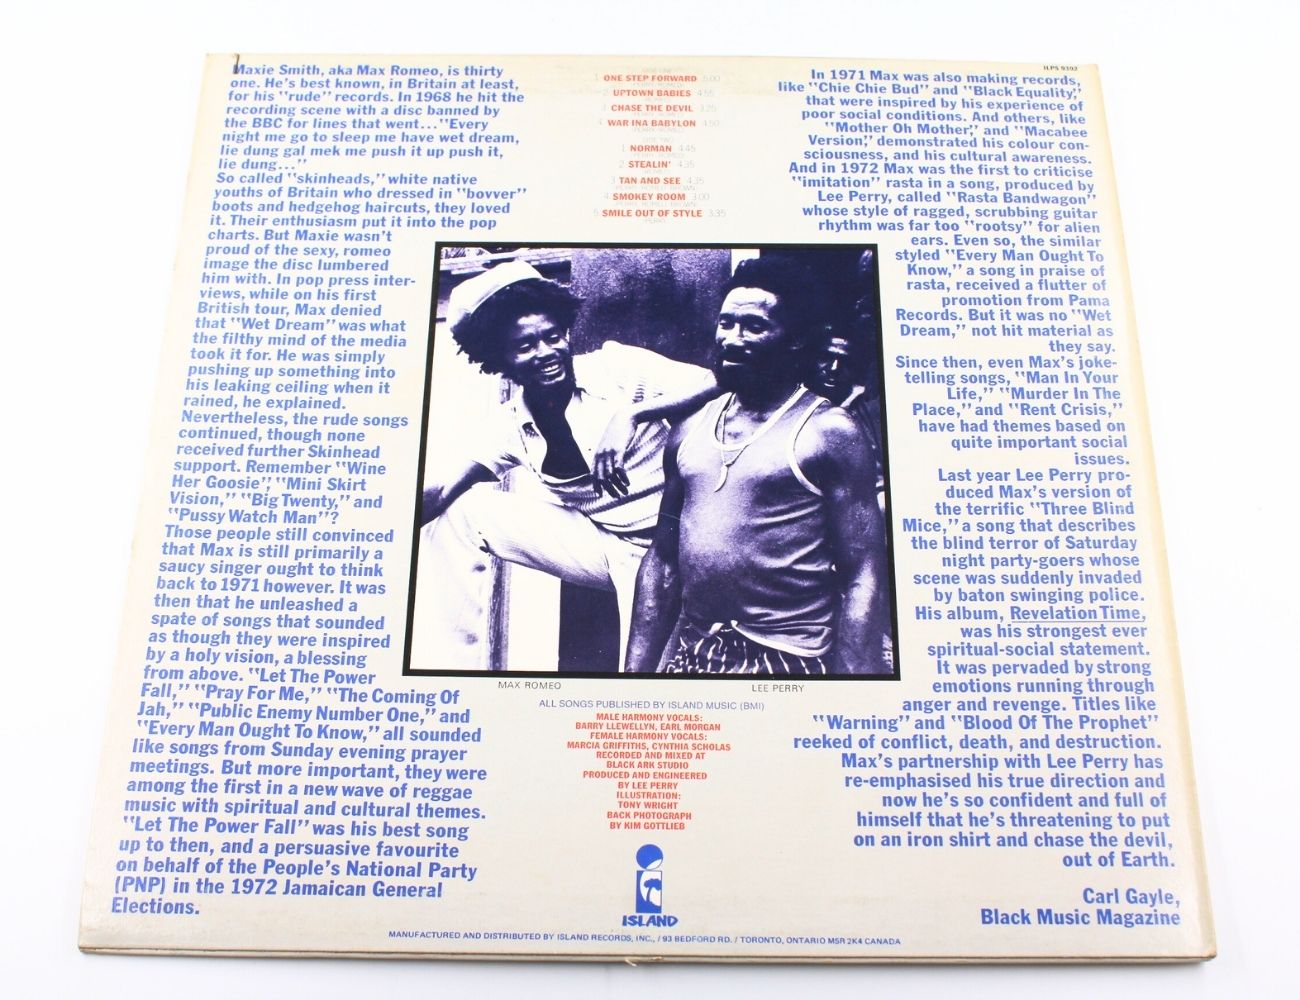 Maxie Smith, aka Max Romeo, is thirty
one. He's best known, in Britain at least,
for his "rude" records. In 1968 he hit the
recording scene with a disc banned by
the BBC for lines that went..."Every
night me go to sleep me have wet dream,
lie dung gal mek me push it up push it,
lie dung..."
So called "skinheads," white native
youths of Britain who dressed in "bovver"
boots and hedgehog haircuts, they loved
it. Their enthusiasm put it into the pop
charts. But Maxie wasn't
proud of the sexy, romeo
image the disc lumbered
him with. In pop press inter-
views, while on his first
British tour, Max denied
that "Wet Dream" was what
the filthy mind of the media
took it for. He was simply
pushing up something into
his leaking ceiling when it
rained, he explained.
Nevertheless, the rude songs
continued, though none
received further Skinhead
support. Remember "Wine
Her Goosie", "Mini Skirt
Vision," "Big Twenty," and
"Pussy Watch Man"?
Those people still convinced
that Max is still primarily a
saucy singer ought to think
back to 1971 however. It was
then that he unleashed a
spate of songs that sounded
as though they were inspired
by a holy vision, a blessing
from above. "Let The Power
Fall," "Pray For Me," "The Coming Of
Jah," "Public Enemy Number One," and
"Every Man Ought To Know," all sounded
like songs from Sunday evening prayer
meetings. But more important, they were
among the first in a new wave of reggae
music with spiritual and cultural themes.
"Let The Power Fall" was his best song
up to then, and a persuasive favourite
on behalf of the People's National Party
(PNP) in the 1972 Jamaican General
Elections.
1. ONE STEP FORWARD 5:00
2. UPTOWN BABIES 4:55
3. CHASE THE DEVIL 3:25
4. WAR INA BABYLON 4:50
1. NORMAN 4:45
2. STEALIN' 4:35
3. TAN AND SEE 4:35
4. SMOKEY ROOM 3:00
5. SMILE OUT OF STYLE 3:35
MAX ROMEO
LEE PERRY
ALL SONGS PUBLISHED BY ISLAND MUSIC (BMI)
MALE HARMONY VOCALS:
BARRY LLEWELLYN, EARL MORGAN
FEMALE HARMONY VOCALS:
MARCIA GRIFFITHS, CYNTHIA SCHOLAS
RECORDED AND MIXED AT
BLACK ARK STUDIO
PRODUCED AND ENGINEERED
BY LEE PERRY
ILLUSTRATION:
TONY WRIGHT
BACK PHOTOGRAPH
BY KIM GOTTLIEB
ISLAND
MANUFACTURED AND DISTRIBUTED BY ISLAND RECORDS, INC., / 93 BEDFORD RD. / TORONTO, ONTARIO M5R 2K4 CANADA
ILPS 9392
In 1971 Max was also making records,
like "Chie Chie Bud" and "Black Equality,"
that were inspired by his experience of
poor social conditions. And others, like
"Mother Oh Mother," and "Macabee
Version," demonstrated his colour con-
sciousness, and his cultural awareness.
And in 1972 Max was the first to criticise
"imitation" rasta in a song, produced by
Lee Perry, called "Rasta Bandwagon"
whose style of ragged, scrubbing guitar
rhythm was far too "rootsy" for alien
ears. Even so, the similar
styled "Every Man Ought To
Know," a song in praise of
rasta, received a flutter of
promotion from Pama
Records. But it was no "Wet
Dream," not hit material as
they say.
Since then, even Max's joke-
telling songs, "Man In Your
Life," "Murder In The
Place," and "Rent Crisis,"
have had themes based on
quite important social
issues.
Last year Lee Perry pro-
duced Max's version of
the terrific "Three Blind
Mice," a song that describes
the blind terror of Saturday
night party-goers whose
scene was suddenly invaded
by baton swinging police.
His album, Revelation Time,
was his strongest ever
spiritual-social statement.
It was pervaded by strong
emotions running through
anger and revenge. Titles like
"Warning" and "Blood Of The Prophet"
reeked of conflict, death, and destruction.
Max's partnership with Lee Perry has
re-emphasised his true direction and
now he's so confident and full of
himself that he's threatening to put
on an iron shirt and chase the devil,
out of Earth.
Carl Gayle,
Black Music Magazine